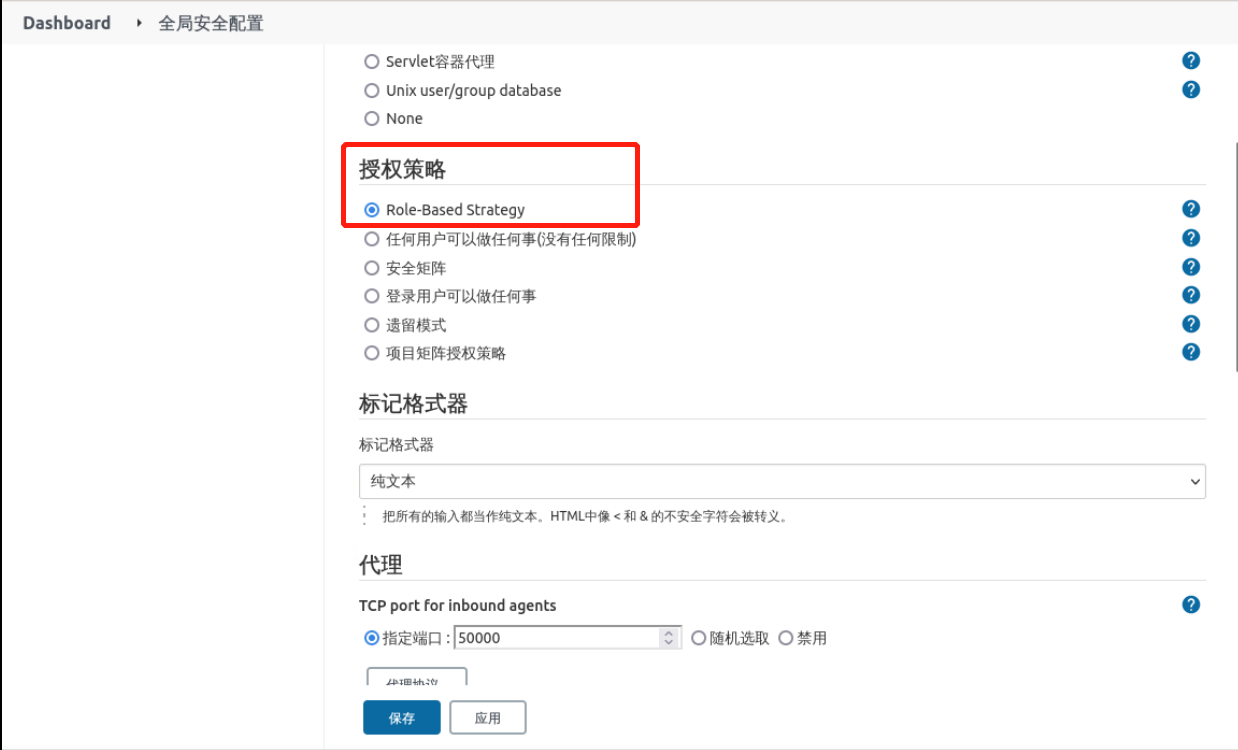 Dashboard 全局安全配置
Servlet容器代理
Unix user/group database
None
授权策略
Role-Based Strategy
任何用户可以做任何事(没有任何限制)
安全矩阵
登录用户可以做任何事
遗留模式
项目矩阵授权策略
标记格式器
标记格式器
纯文本
把所有的输入都当作纯文本。HTML中像 < 和 & 的不安全字符会被转义。
代理
TCP port for inbound agents
指定端口 : 50000 随机选取 禁用
代理协议...
保存 应用